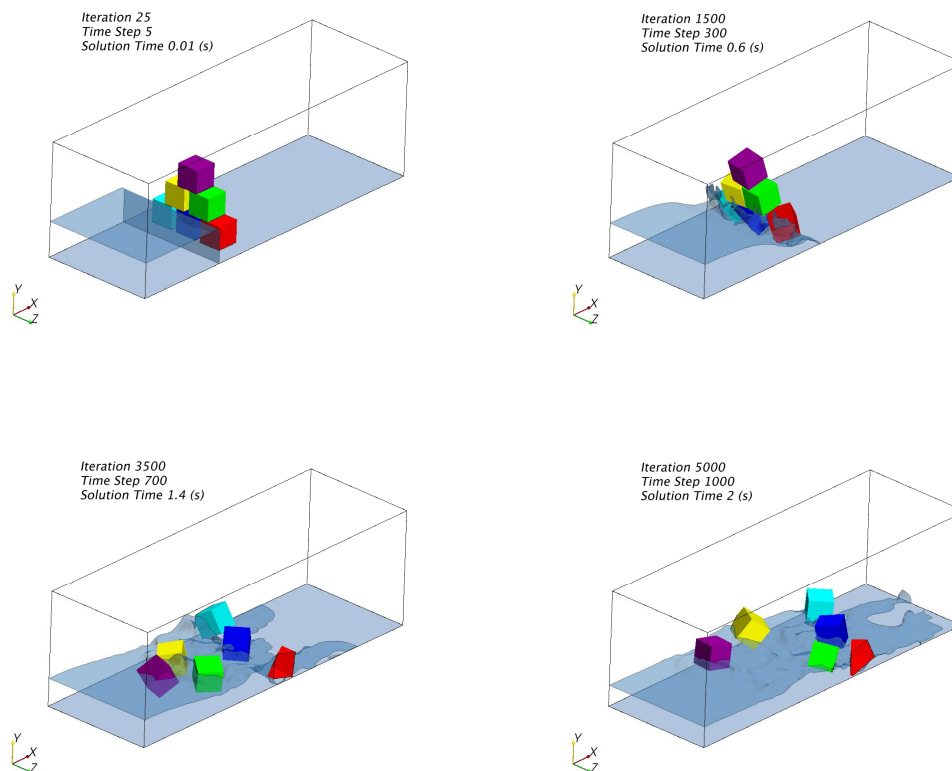 Iteration 25
Time Step 5
Solution Time 0.01 (s)
Y
X
Z
Iteration 1500
Time Step 300
Solution Time 0.6 (s)
Y
X
Z
Iteration 3500
Time Step 700
Solution Time 1.4 (s)
Y
X
Z
Iteration 5000
Time Step 1000
Solution Time 2 (s)
Y
X
Z